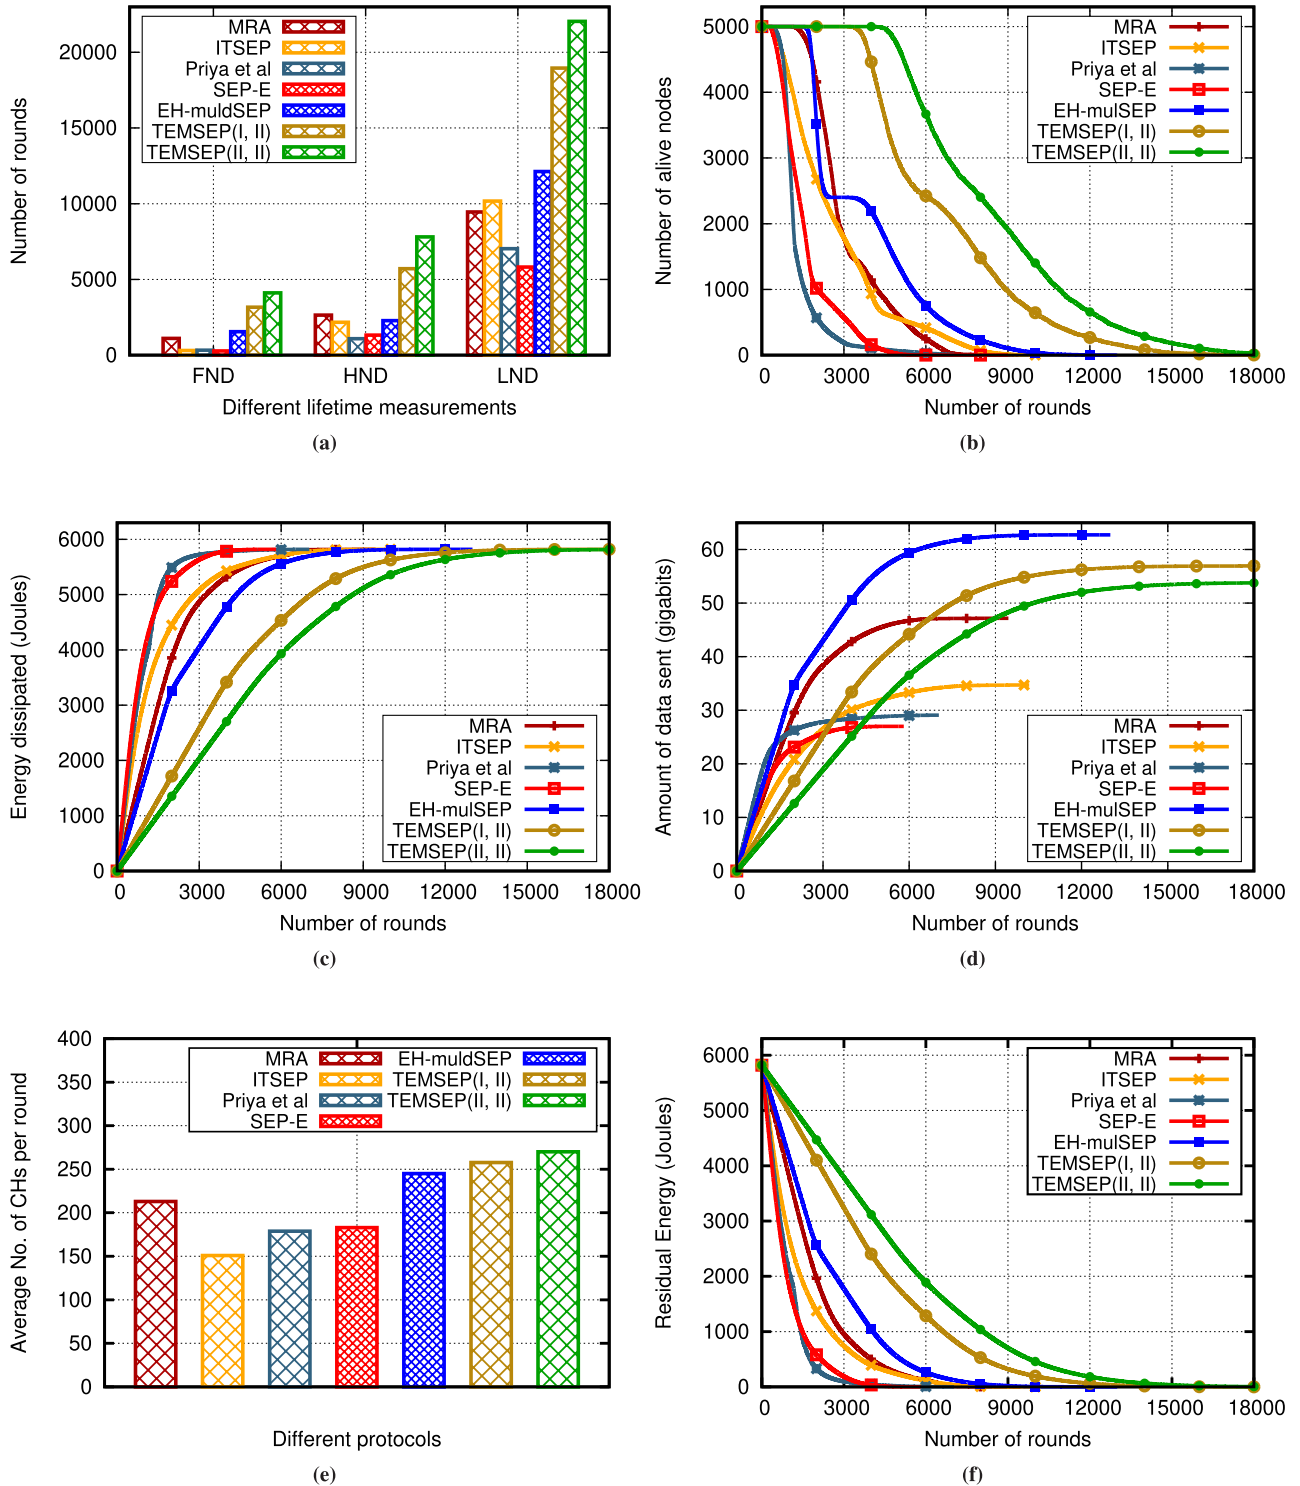 MRA
ITSEP
Priya et al
SEP-E
EH-muldSEP
TEMSEP(I, II)
TEMSEP(II, II)
Number of rounds
20000
15000
10000
5000
0
FND HND LND
Different lifetime measurements
(a)
MRA
ITSEP
Priya et al
SEP-E
EH-mulSEP
TEMSEP(I, II)
TEMSEP(II, II)
Number of alive nodes
5000
4000
3000
2000
1000
0
0 3000 6000 9000 12000 15000 18000
Number of rounds
(b)
Energy dissipated (Joules)
6000
5000
4000
3000
2000
1000
0
MRA
ITSEP
Priya et al
SEP-E
EH-mulSEP
TEMSEP(I, II)
TEMSEP(II, II)
0 3000 6000 9000 12000 15000 18000
Number of rounds
(c)
Amount of data sent (gigabits)
60
50
40
30
20
10
0
MRA
ITSEP
Priya et al
SEP-E
EH-mulSEP
TEMSEP(I, II)
TEMSEP(II, II)
0 3000 6000 9000 12000 15000 18000
Number of rounds
(d)
Average No. of CHs per round
400
350
300
250
200
150
100
50
0
MRA EH-muldSEP
ITSEP TEMSEP(I, II)
Priya et al TEMSEP(II, II)
SEP-E
Different protocols
(e)
Residual Energy (Joules)
6000
5000
4000
3000
2000
1000
0
MRA
ITSEP
Priya et al
SEP-E
EH-mulSEP
TEMSEP(I, II)
TEMSEP(II, II)
0 3000 6000 9000 12000 15000 18000
Number of rounds
(f)